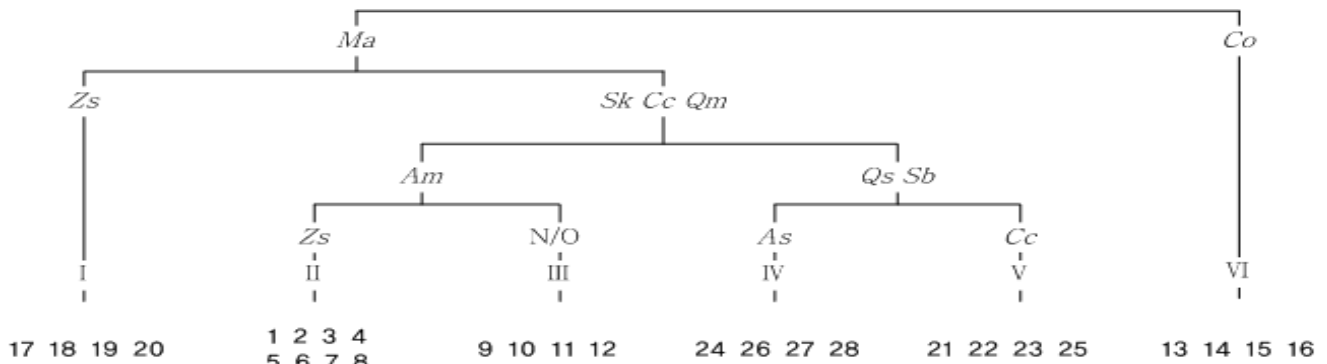 Ma Co
Zs Sk Cc Qm
Am Qs Sb
Zs N/O As Cc
I II III IV V VI
1 2 3 4
17 18 19 20 9 10 11 12 24 26 27 28 21 22 23 25 13 14 15 16
5 6 7 8